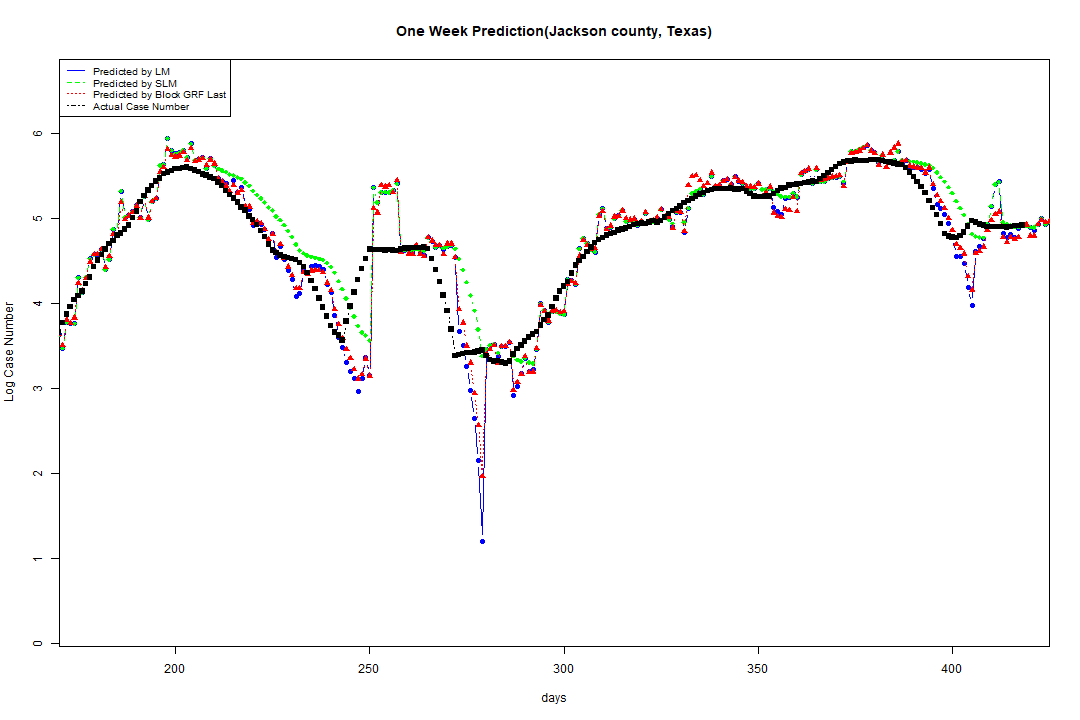 One Week Prediction(Jackson county, Texas)
Predicted by LM
Predicted by SLM
Predicted by Block GRF Last
Actual Case Number
6
5
4
3
2
1
0
Log Case Number
200 250 300 350 400
days